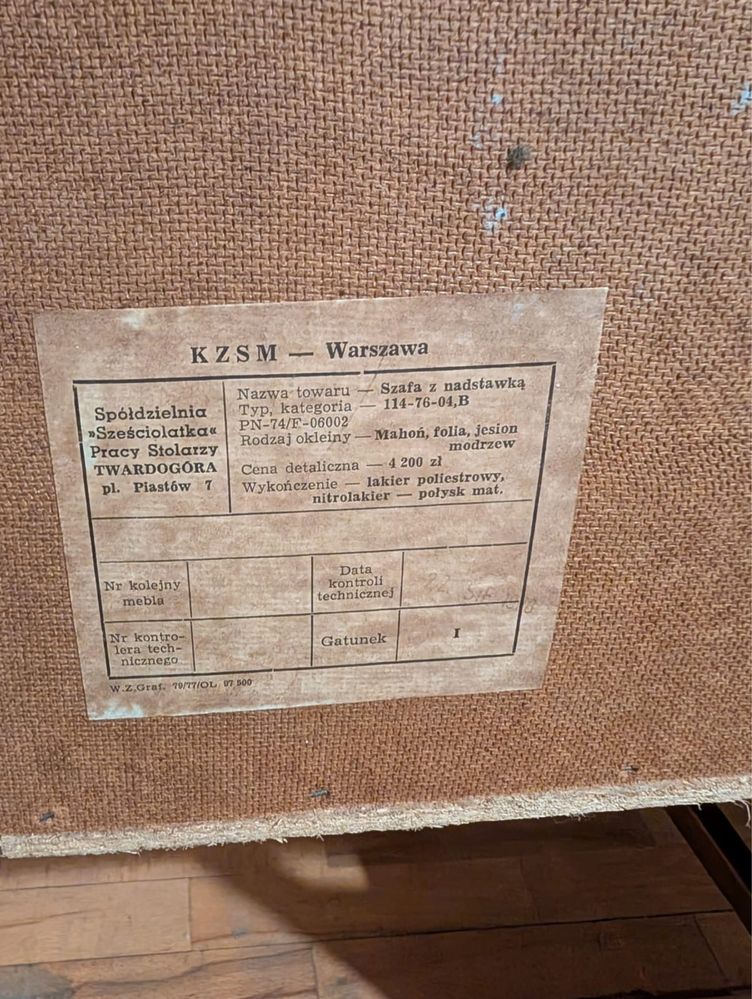 KZSM — Warszawa
Spółdzielnia
»Sześciolatka«
Pracy Stolarzy
TWARDOGÓRA
pl. Piastów 7
Nazwa towaru — Szafa z nadstawką
Typ, kategoria — 114-76-04,B
PN-74/F-06002
Rodzaj okleiny — Mahoń, folia, jesion
modrzew
Cena detaliczna — 4 200 zł
Wykończenie — lakier poliestrowy,
nitrolakier — połysk mat.
Nr kolejny
mebla
Data
kontroli
technicznej
Nr kontro-
lera tech-
nicznego
Gatunek
I
W.Z.Graf. 79/77/OL 97 500